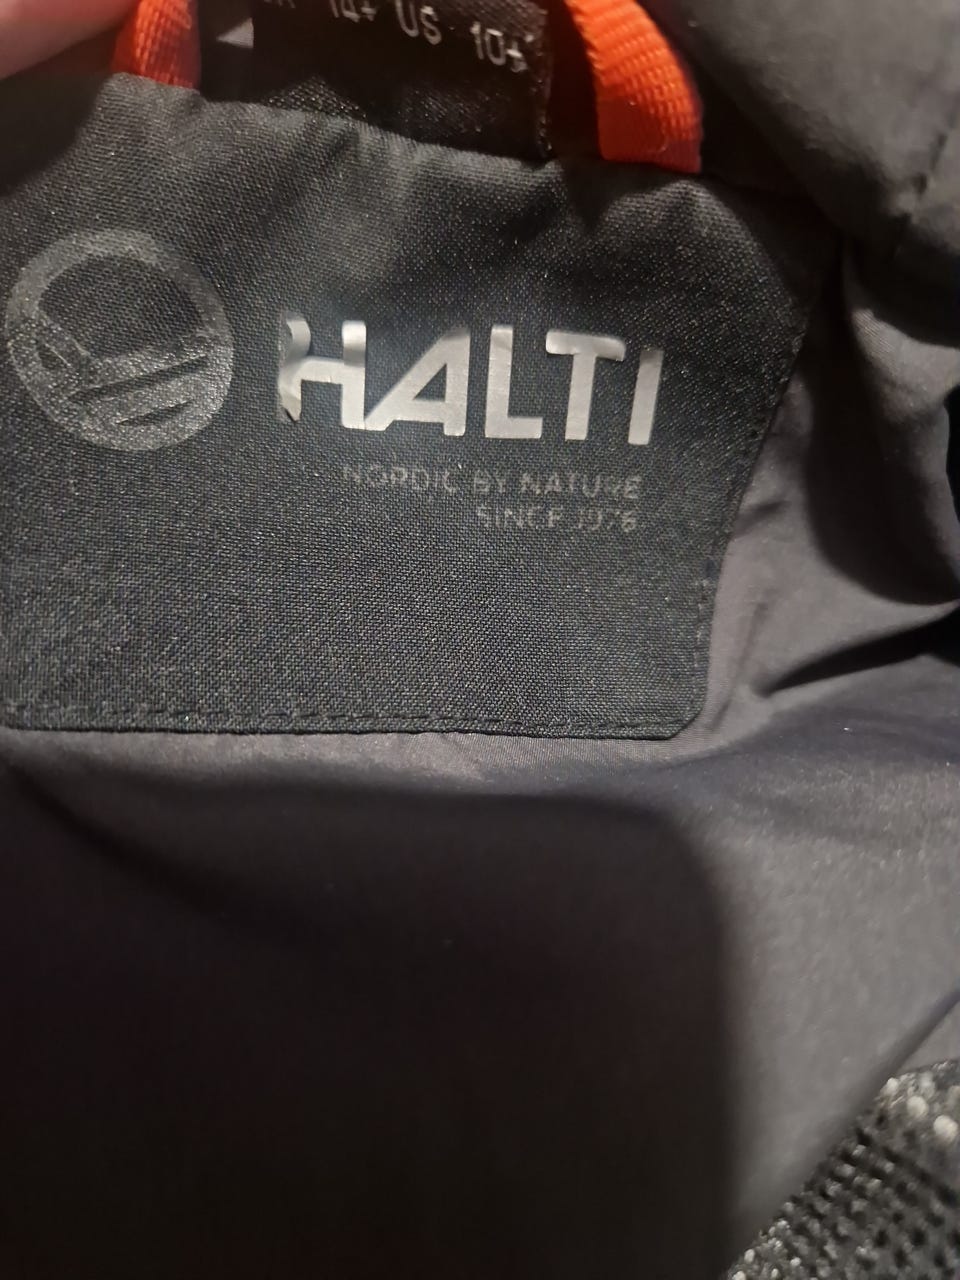 14+ US 10+
HALTI
NORDIC BY NATURE
SINCE 1976